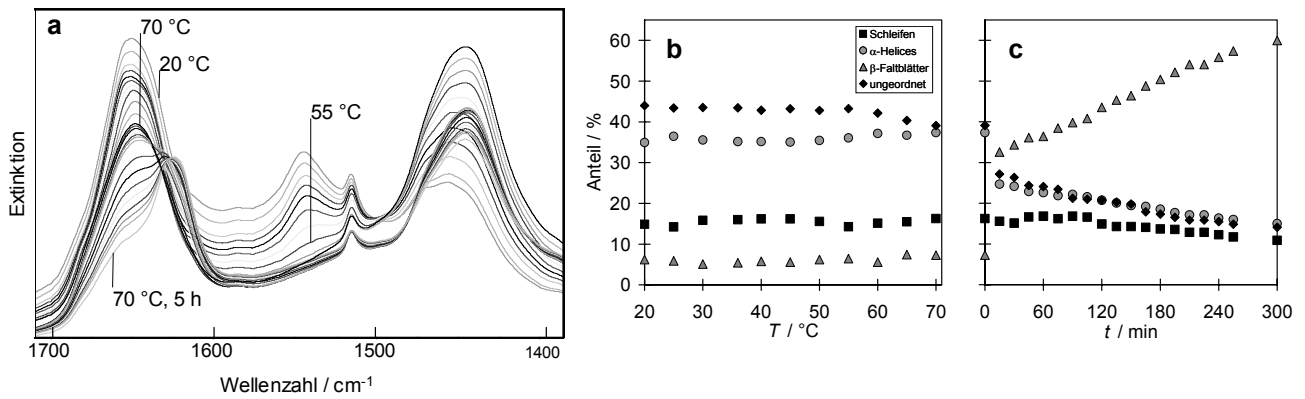 a
70 °C
20 °C
55 °C
70 °C, 5 h
Extinktion
1700
1600
1500
1400
Wellenzahl / cm-1
b
Schleifen
α-Helices
β-Faltblätter
ungeordnet
Anteil / %
60
50
40
30
20
10
0
20
30
40
50
60
70
T / °C
c
0
60
120
180
240
300
t / min